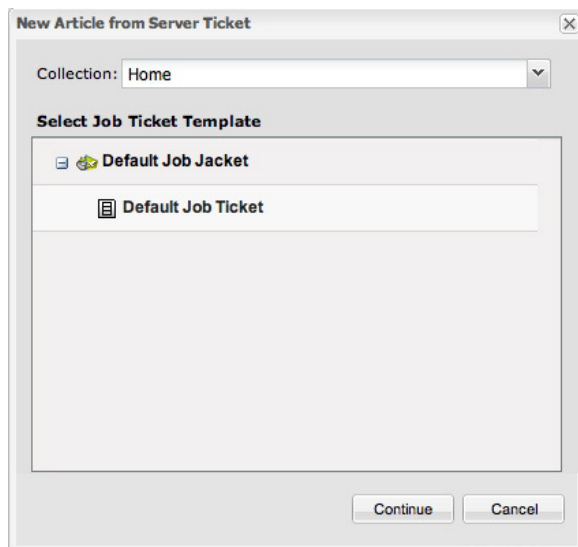 New Article from Server Ticket
Collection: Home
Select Job Ticket Template
Default Job Jacket
Default Job Ticket
Continue Cancel